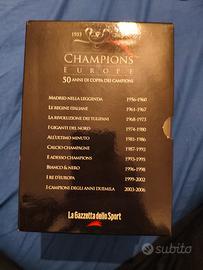 1955
CHAMPIONS
EUROPE
50 ANNI DI COPPA DEI CAMPIONI
MADRID NELLA LEGGENDA 1956-1960
LE REGINE ITALIANE 1961-1967
LA RIVOLUZIONE DEI TULIPANI 1968-1973
I GIGANTI DEL NORD 1974-1980
ALL'ULTIMO MINUTO 1981-1986
CALCIO CHAMPAGNE 1987-1992
E ADESSO CHAMPIONS 1993-1995
BIANCO & NERO 1996-1998
I RE D'EUROPA 1999-2002
I CAMPIONI DEGLI ANNI DUEMILA 2003-2006
La Gazzetta dello Sport
subito